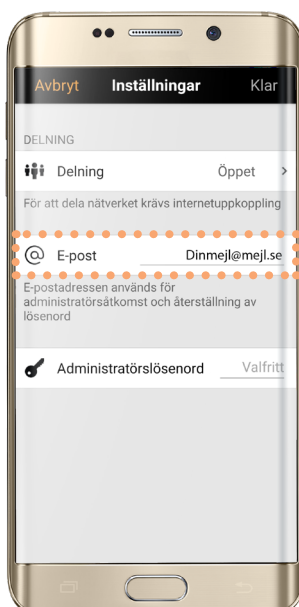 Avbryt Inställningar Klar
DELNING
Delning Öppet >
För att dela nätverket krävs internetuppkoppling
@ E-post Dinmejl@mejl.se
E-postadressen används för
administratörsåtkomst och återställning av
lösenord
Administratörslösenord Valfritt